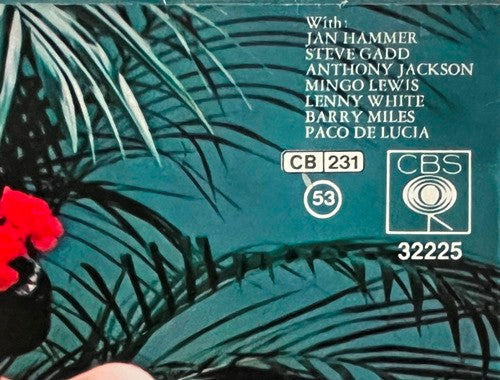 With:
JAN HAMMER
STEVE GADD
ANTHONY JACKSON
MINGO LEWIS
LENNY WHITE
BARRY MILES
PACO DE LUCIA
CB 231
53
CBS
32225